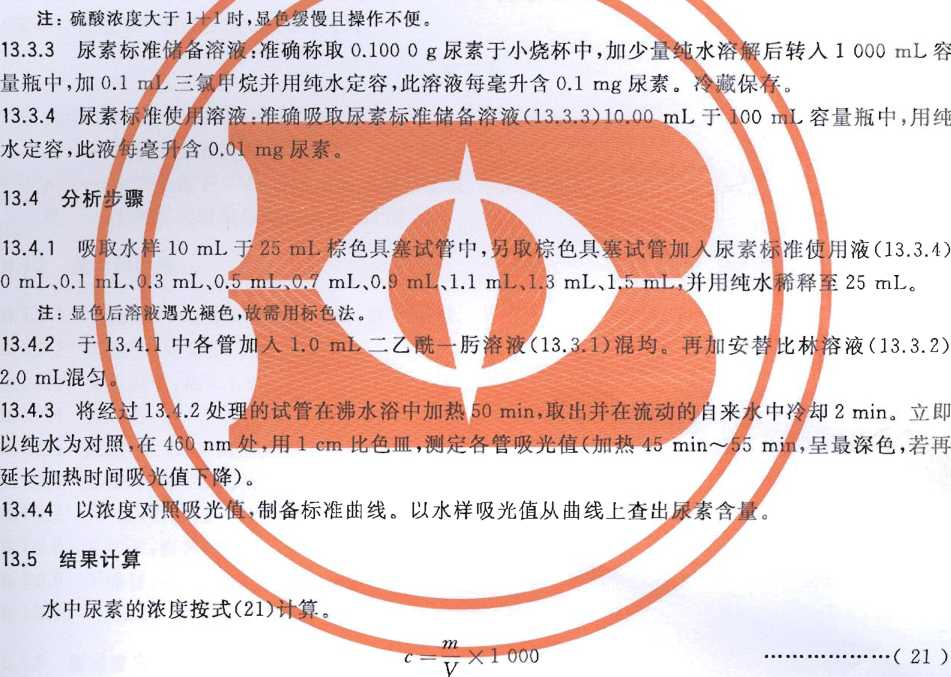 注：硫酸浓度大于 1+1 时,显色缓慢且操作不便。
13.3.3 尿素标准储备溶液:准确称取 0.100 0 g 尿素于小烧杯中,加少量纯水溶解后转入 1 000 mL 容
量瓶中,加 0.1 mL 三氯甲烷并用纯水定容,此溶液每毫升含 0.1 mg 尿素。冷藏保存。
13.3.4 尿素标准使用溶液:准确吸取尿素标准储备溶液(13.3.3)10.00 mL 于 100 mL 容量瓶中,用纯
水定容,此液每毫升含 0.01 mg 尿素。
13.4 分析步骤
13.4.1 吸取水样 10 mL 于 25 mL 棕色具塞试管中,另取棕色具塞试管加入尿素标准使用液(13.3.4)
0 mL、0.1 mL、0.3 mL、0.5 mL、0.7 mL、0.9 mL、1.1 mL、1.3 mL、1.5 mL,并用纯水稀释至 25 mL。
注：显色后溶液遇光褪色,故需用标色法。
13.4.2 于 13.4.1 中各管加入 1.0 mL 二乙酰一肟溶液(13.3.1)混均。再加安替比林溶液(13.3.2)
2.0 mL混匀。
13.4.3 将经过 13.4.2 处理的试管在沸水浴中加热 50 min,取出并在流动的自来水中冷却 2 min。立即
以纯水为对照,在 460 nm 处,用 1 cm 比色皿,测定各管吸光值(加热 45 min～55 min,呈最深色,若再
延长加热时间吸光值下降)。
13.4.4 以浓度对照吸光值,制备标准曲线。以水样吸光值从曲线上查出尿素含量。
13.5 结果计算
水中尿素的浓度按式(21)计算。
c = m/V × 1 000 ………………( 21 )